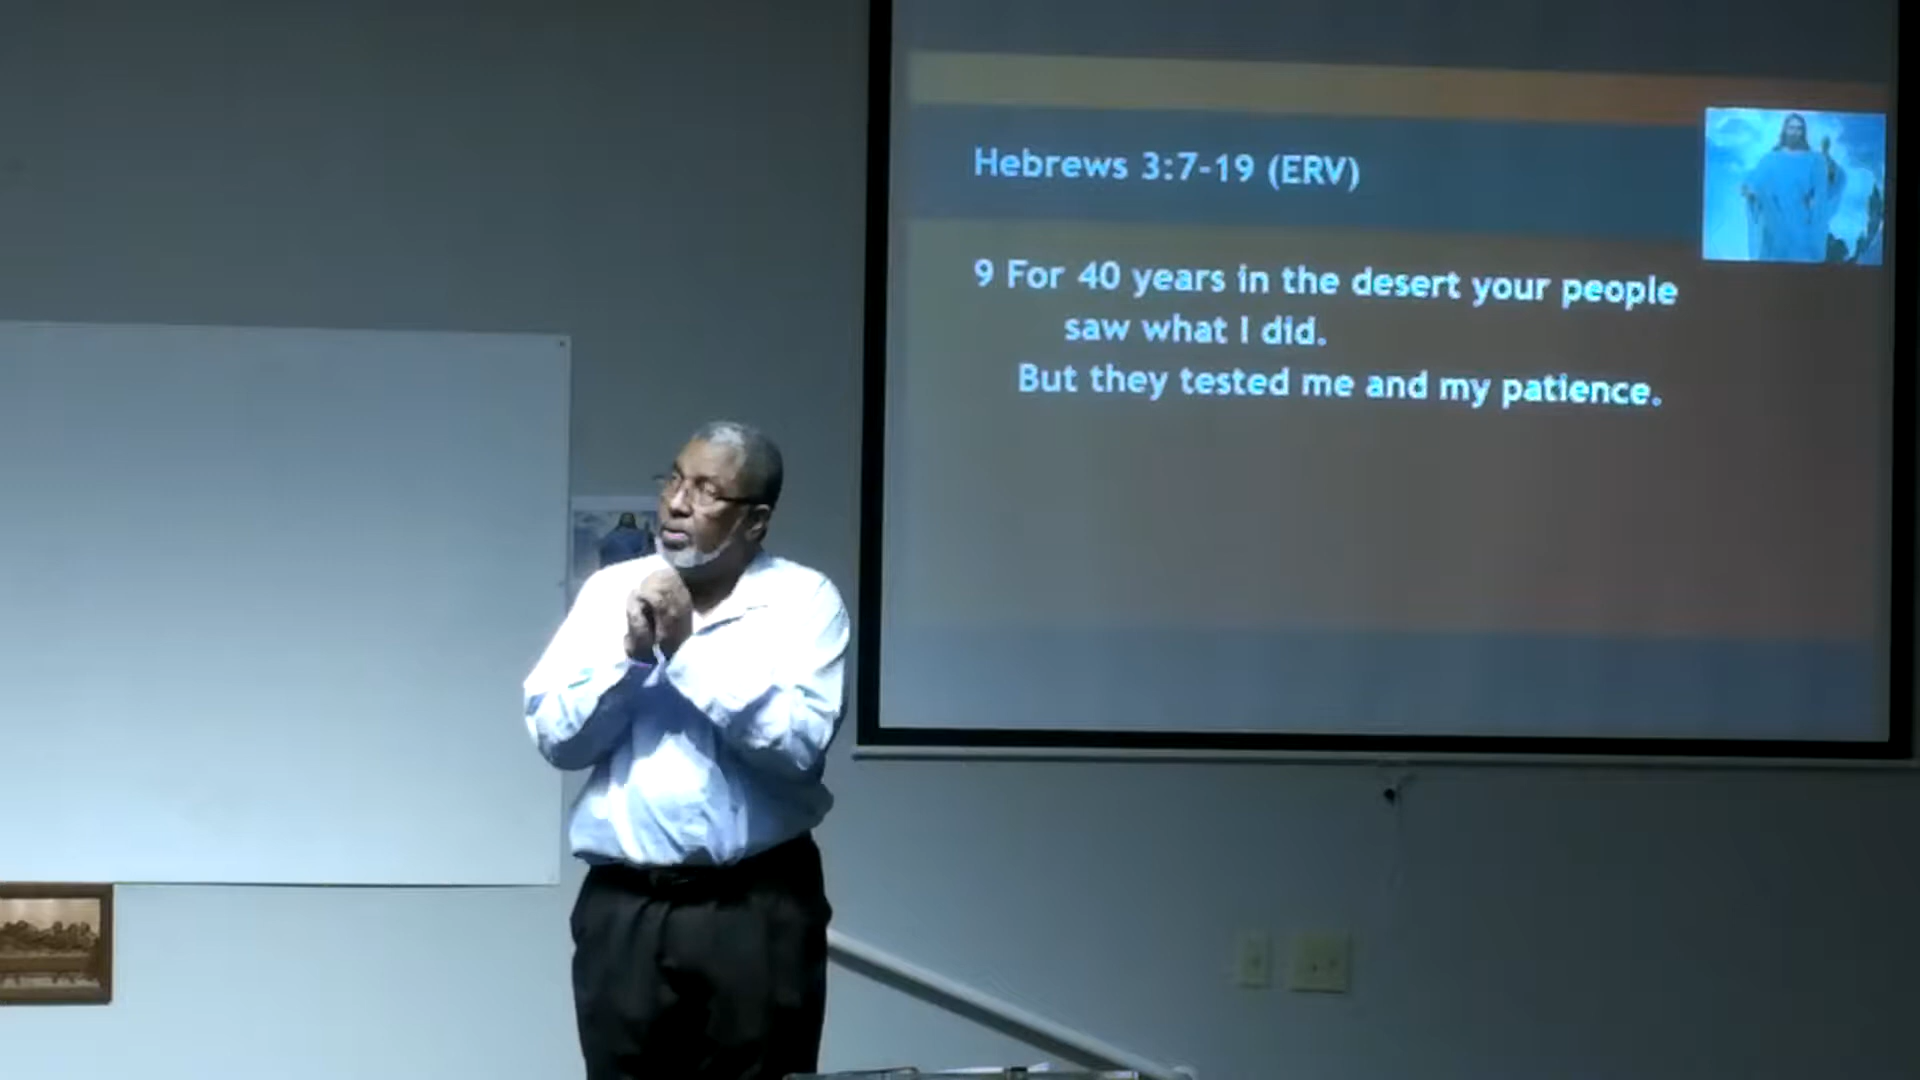 Hebrews 3:7-19 (ERV)
9 For 40 years in the desert your people
saw what I did.
But they tested me and my patience.